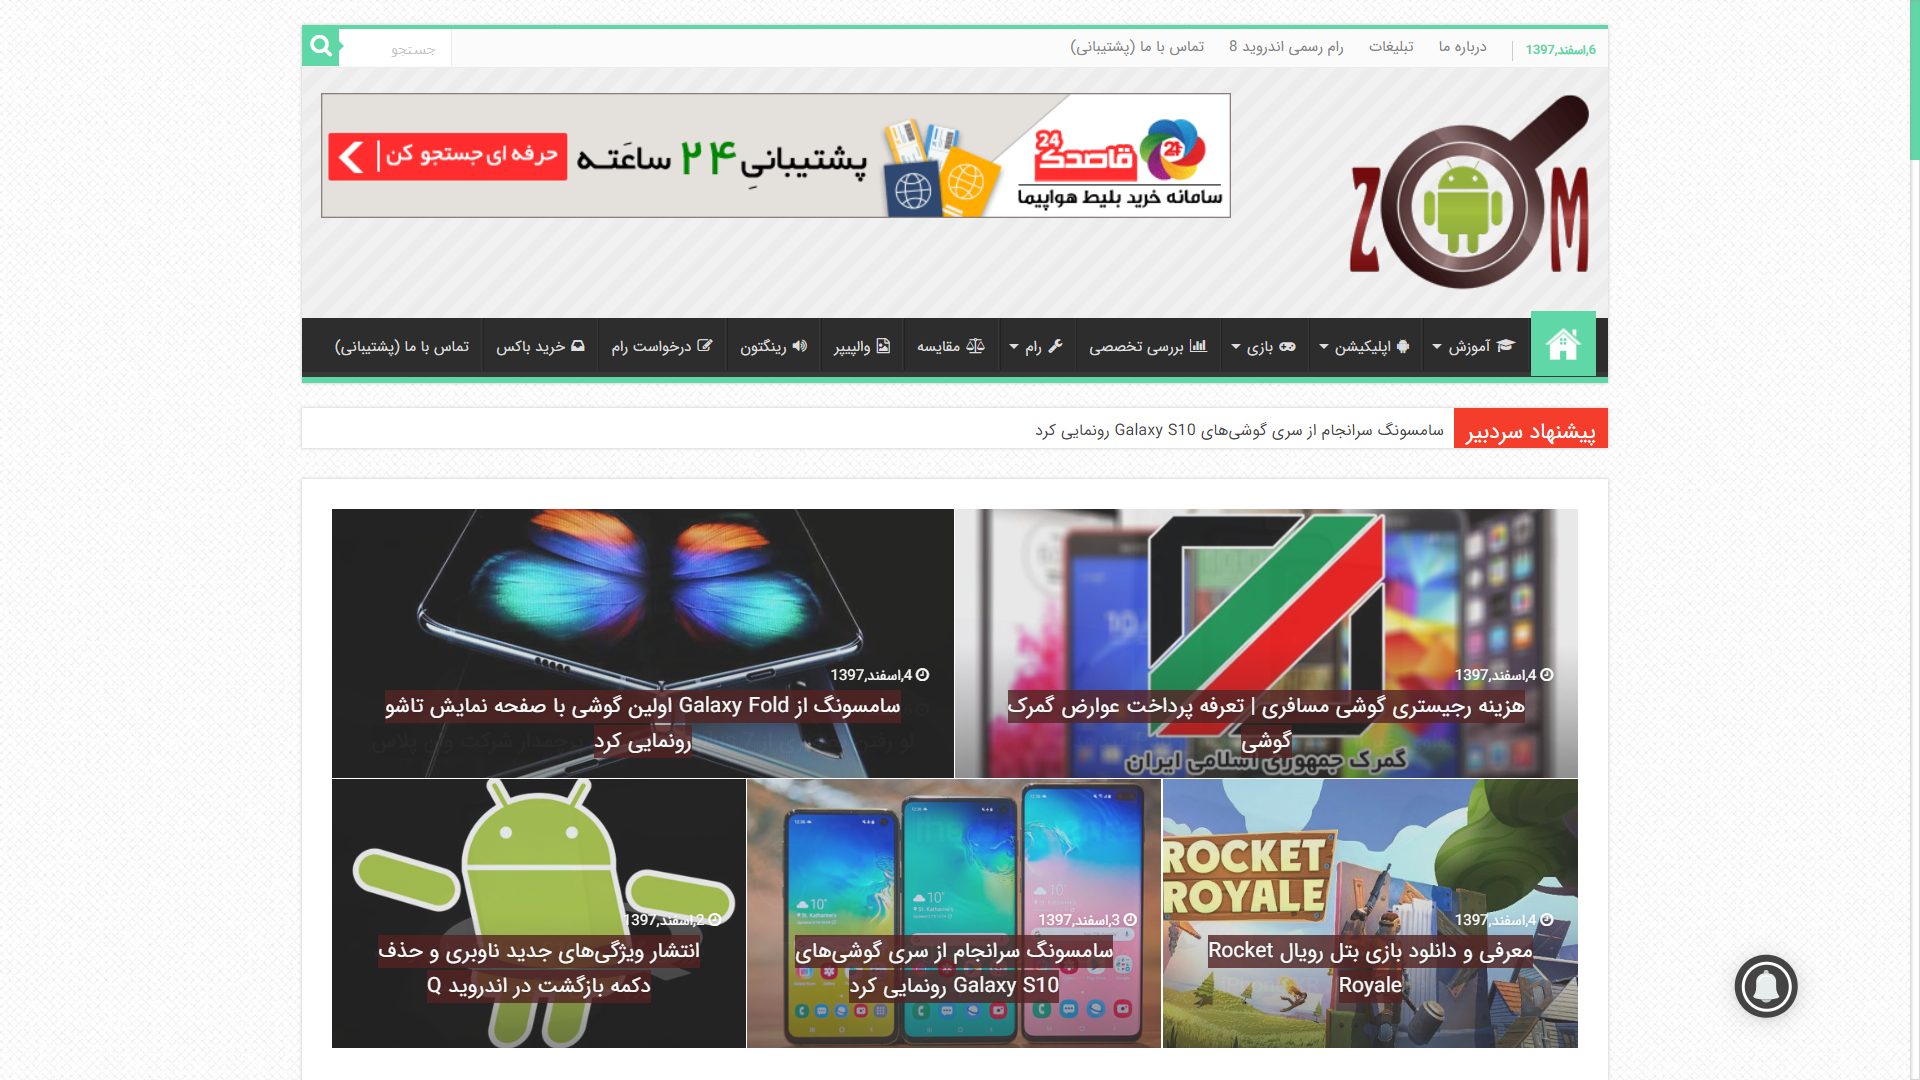 6,اسفند,1397
درباره ما
تبلیغات
رام رسمی اندروید 8
تماس با ما (پشتیبانی)
جستجو
ZOOM
قاصدک 24
سامانه خرید بلیط هواپیما
پشتیبانیِ ۲۴ ساعَته
حرفه ای جستجو کن
آموزش
اپلیکیشن
بازی
بررسی تخصصی
رام
مقایسه
والپیپر
رینگتون
درخواست رام
خرید باکس
تماس با ما (پشتیبانی)
پیشنهاد سردبیر
سامسونگ سرانجام از سری گوشی‌های Galaxy S10 رونمایی کرد
4,اسفند,1397
هزینه رجیستری گوشی مسافری | تعرفه پرداخت عوارض گمرک
گوشی
گمرک جمهوری اسلامی ایران
4,اسفند,1397
سامسونگ از Galaxy Fold اولین گوشی با صفحه نمایش تاشو
رونمایی کرد
ROCKET
ROYALE
4,اسفند,1397
معرفی و دانلود بازی بتل رویال Rocket
Royale
3,اسفند,1397
سامسونگ سرانجام از سری گوشی‌های
Galaxy S10 رونمایی کرد
2,اسفند,1397
انتشار ویژگی‌های جدید ناوبری و حذف
دکمه بازگشت در اندروید Q